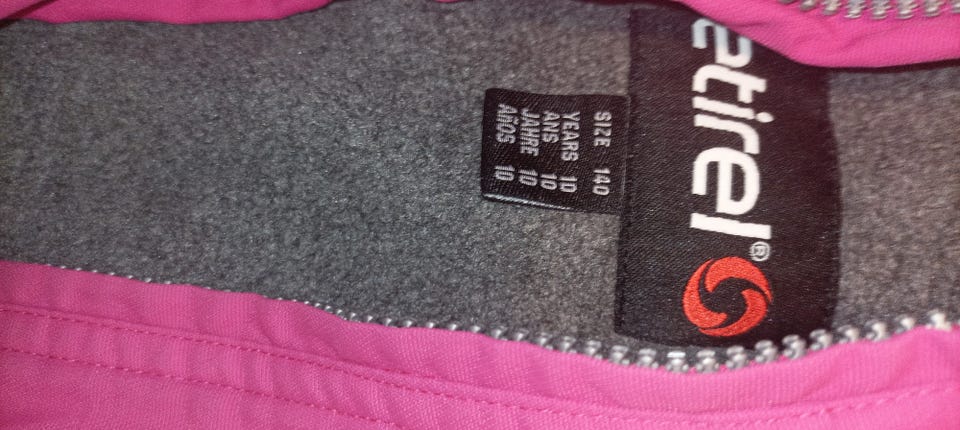 etirel®
SIZE 140
YEARS 10
ANS 10
JAHRE 10
AÑOS 10